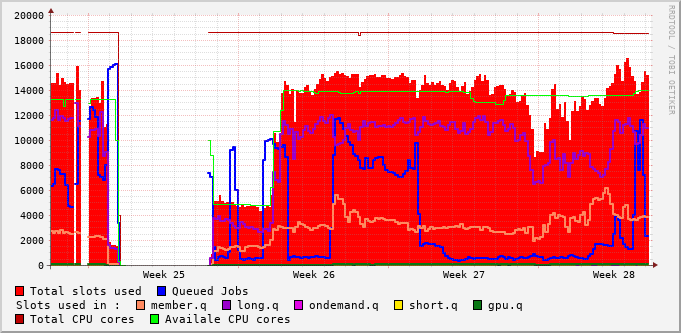 20000
18000
16000
14000
12000
10000
8000
6000
4000
2000
0
Week 25 Week 26 Week 27 Week 28
Total slots used Queued Jobs
Slots used in : member.q long.q ondemand.q short.q gpu.q
Total CPU cores Availale CPU cores
RRDTOOL / TOBI OETIKER